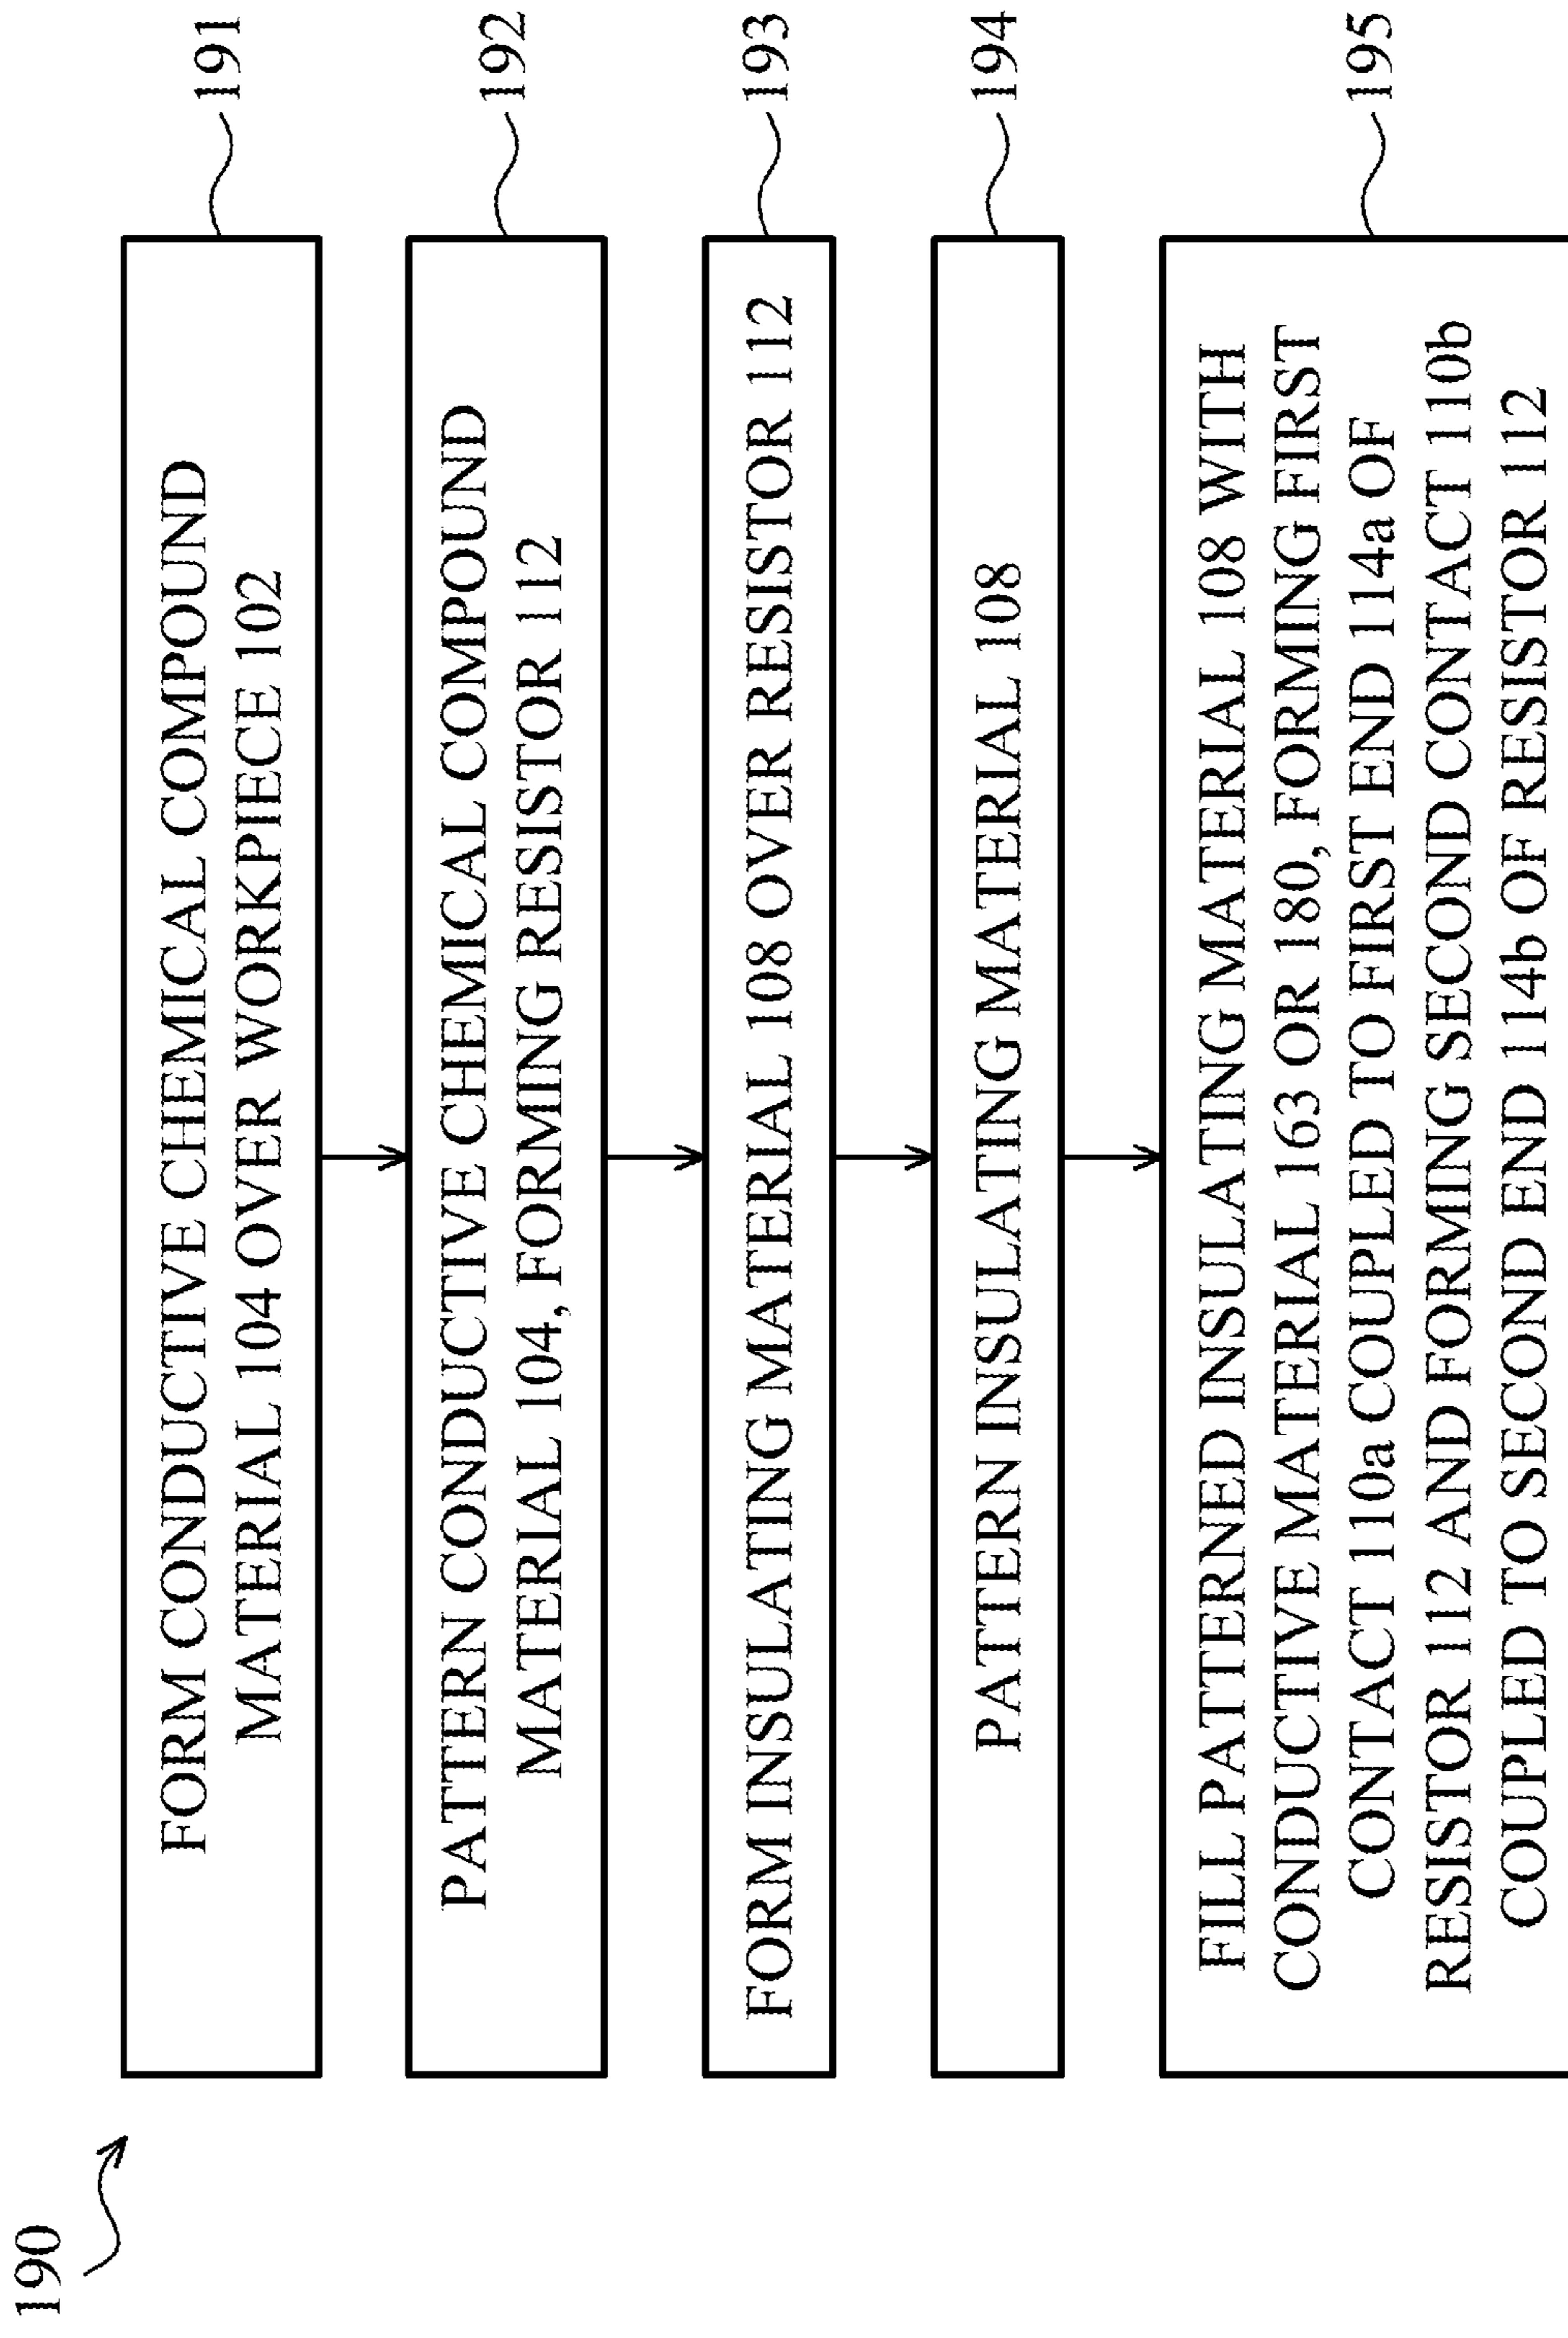 190
FORM CONDUCTIVE CHEMICAL COMPOUND
MATERIAL 104 OVER WORKPIECE 102
191
PATTERN CONDUCTIVE CHEMICAL COMPOUND
MATERIAL 104, FORMING RESISTOR 112
192
FORM INSULATING MATERIAL 108 OVER RESISTOR 112
193
PATTERN INSULATING MATERIAL 108
194
FILL PATTERNED INSULATING MATERIAL 108 WITH
CONDUCTIVE MATERIAL 163 OR 180, FORMING FIRST
CONTACT 110a COUPLED TO FIRST END 114a OF
RESISTOR 112 AND FORMING SECOND CONTACT 110b
COUPLED TO SECOND END 114b OF RESISTOR 112
195